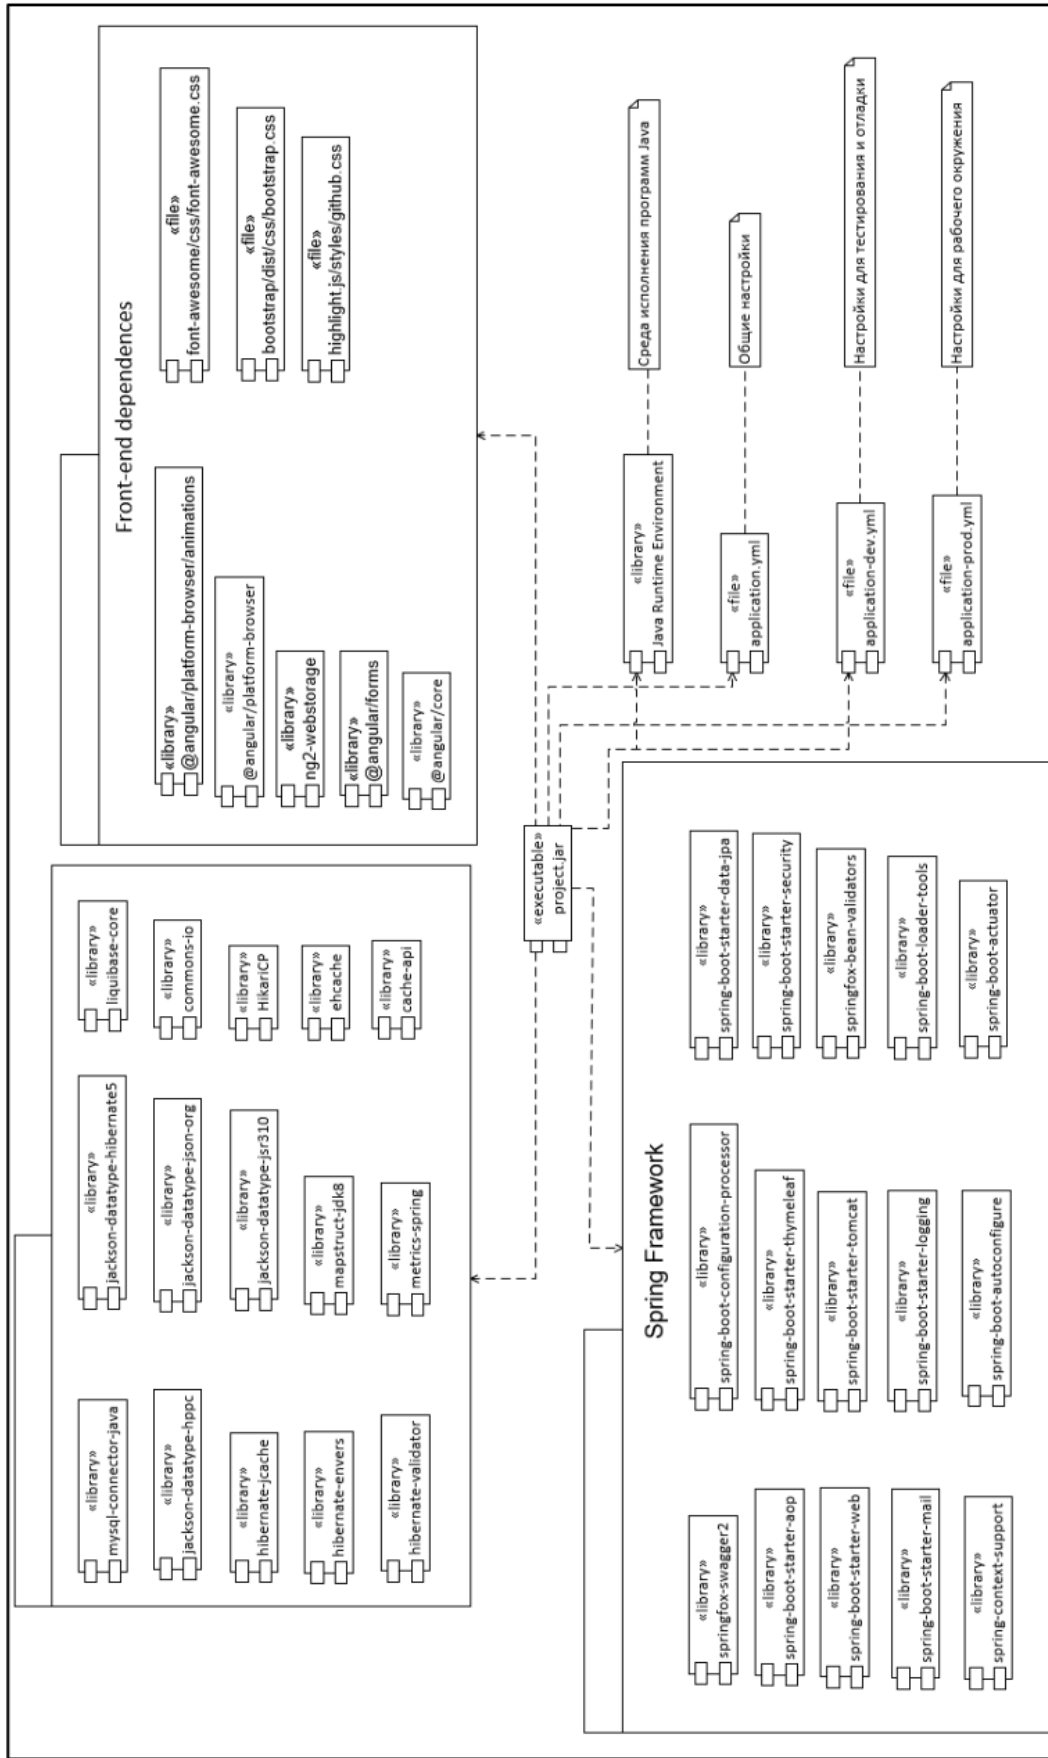 «library»
mysql-connector-java
«library»
jackson-datatype-hppc
«library»
hibernate-jcache
«library»
hibernate-envers
«library»
hibernate-validator
«library»
jackson-datatype-hibernate5
«library»
jackson-datatype-json-org
«library»
jackson-datatype-jsr310
«library»
mapstruct-jdk8
«library»
metrics-spring
«library»
liquibase-core
«library»
commons-io
«library»
HikariCP
«library»
ehcache
«library»
cache-api
Front-end dependences
«library»
@angular/platform-browser/animations
«library»
@angular/platform-browser
«library»
ng2-webstorage
«library»
@angular/forms
«library»
@angular/core
«file»
font-awesome/css/font-awesome.css
«file»
bootstrap/dist/css/bootstrap.css
«file»
highlight.js/styles/github.css
«executable»
project.jar
Spring Framework
«library»
springfox-swagger2
«library»
spring-boot-starter-aop
«library»
spring-boot-starter-web
«library»
spring-boot-starter-mail
«library»
spring-context-support
«library»
spring-boot-configuration-processor
«library»
spring-boot-starter-thymeleaf
«library»
spring-boot-starter-tomcat
«library»
spring-boot-starter-logging
«library»
spring-boot-autoconfigure
«library»
spring-boot-starter-data-jpa
«library»
spring-boot-starter-security
«library»
springfox-bean-validators
«library»
spring-boot-loader-tools
«library»
spring-boot-actuator
«library»
Java Runtime Environment
Среда исполнения программ Java
«file»
application.yml
Общие настройки
«file»
application-dev.yml
Настройки для тестирования и отладки
«file»
application-prod.yml
Настройки для рабочего окружения